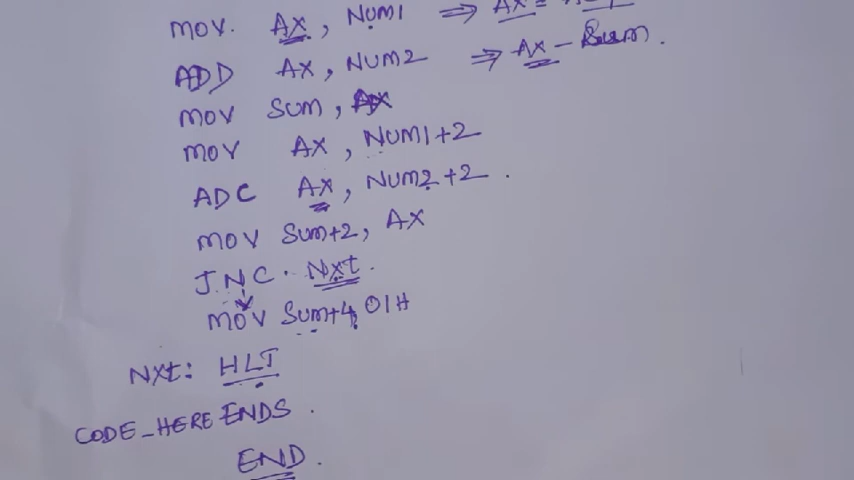 MOV. AX, NUM1 ⇒ AX =
ADD AX, NUM2 ⇒ AX - Sum.
MOV SUM, AX
MOV AX, NUM1+2
ADC AX, NUM2+2.
MOV SUM+2, AX
JNC. Nxt.
MOV SUM+4, 01H
Nxt: HLT
CODE_HERE ENDS.
END.